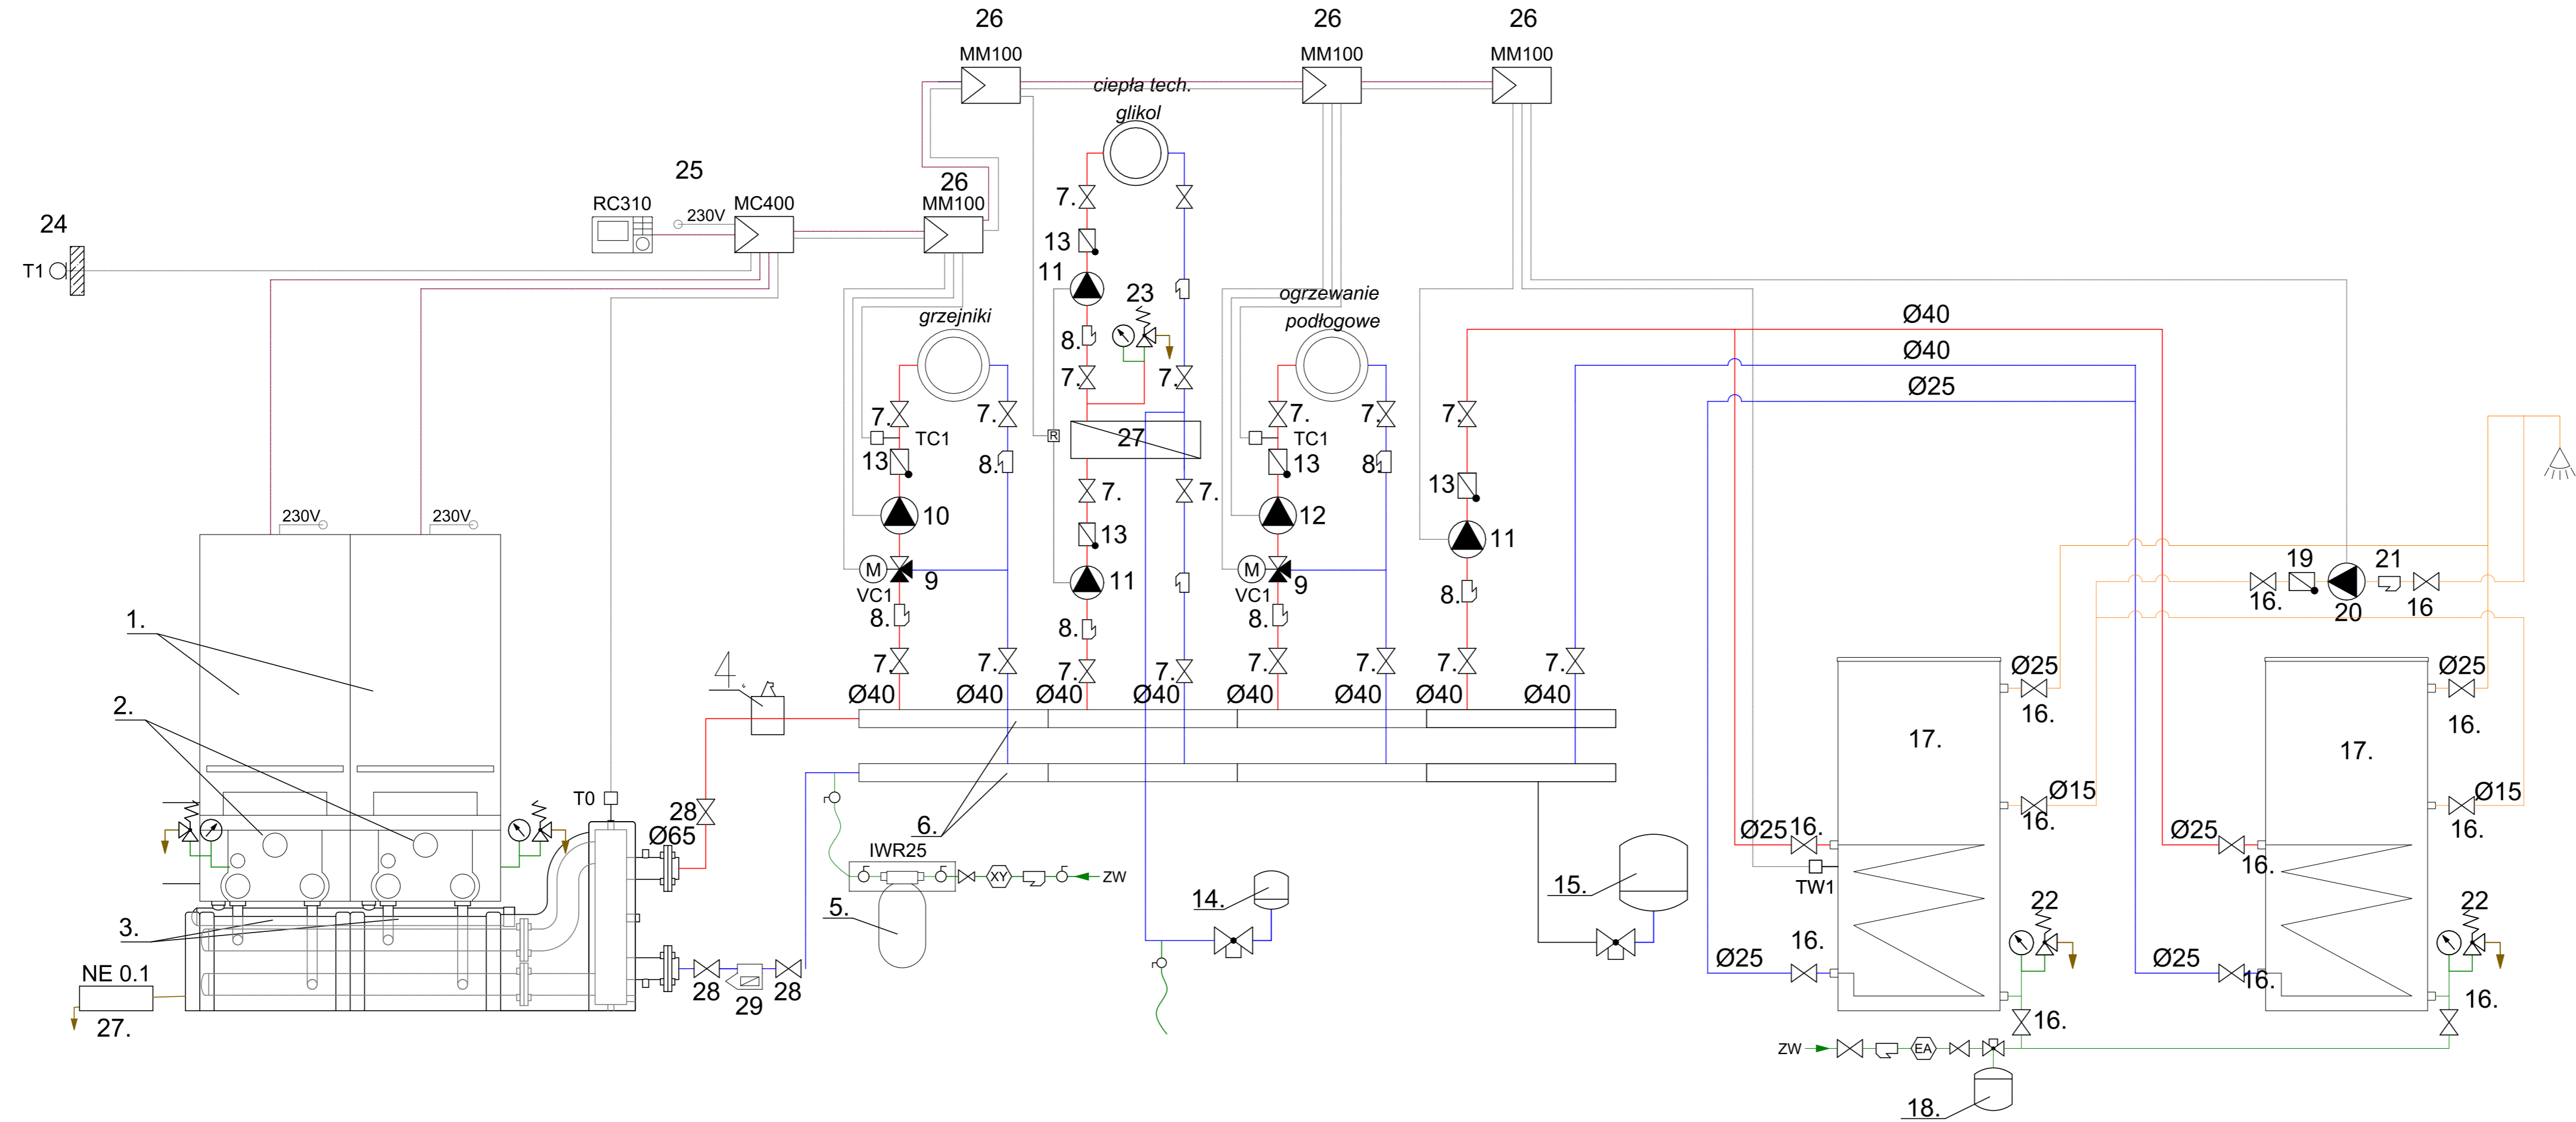 26
26
26
MM100
MM100
MM100
ciepła tech.
glikol
25
26
RC310
230V
MC400
MM100
24
T1
7.
13
11
23
8.
7.
7.
grzejniki
ogrzewanie
podłogowe
Ø40
Ø40
Ø25
7.
7.
TC1
13
8.
R
27
7.
7.
TC1
13
8.
7.
13
10
7.
7.
12
11
230V
230V
13
M
9
VC1
8.
11
8.
M
9
VC1
8.
8.
19
21
16.
20
16
1.
2.
3.
4.
7.
7.
7.
7.
7.
7.
7.
7.
Ø40
Ø40
Ø40
Ø40
Ø40
Ø40
Ø40
Ø40
Ø25
16.
Ø25
16.
17.
17.
T0
28
Ø65
6.
Ø15
16.
Ø15
16.
Ø25
16.
Ø25
16.
IWR25
XY
ZW
5.
14.
15.
TW1
22
22
16.
Ø25
Ø25
16.
16.
16.
NE 0.1
27.
28
29
28
ZW
EA
18.